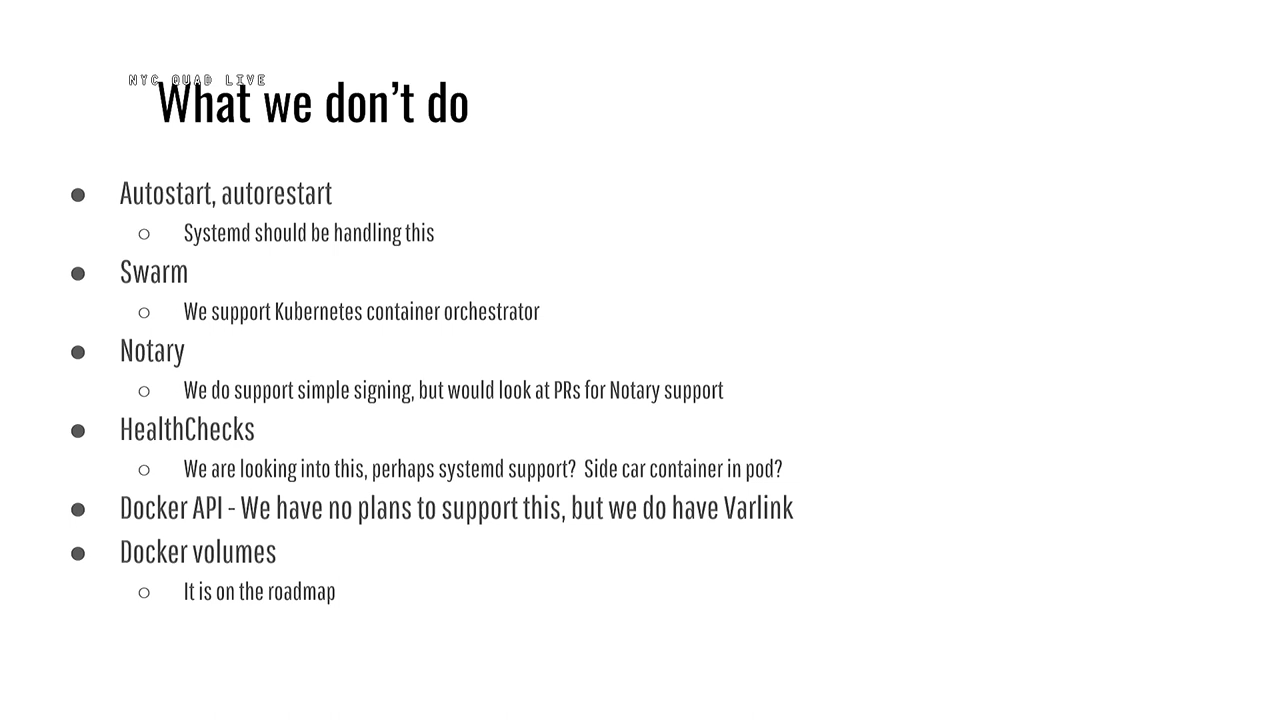 NYC QUAD LIVE
What we don’t do
● Autostart, autorestart
○ Systemd should be handling this
● Swarm
○ We support Kubernetes container orchestrator
● Notary
○ We do support simple signing, but would look at PRs for Notary support
● HealthChecks
○ We are looking into this, perhaps systemd support?  Side car container in pod?
● Docker API - We have no plans to support this, but we do have Varlink
● Docker volumes
○ It is on the roadmap